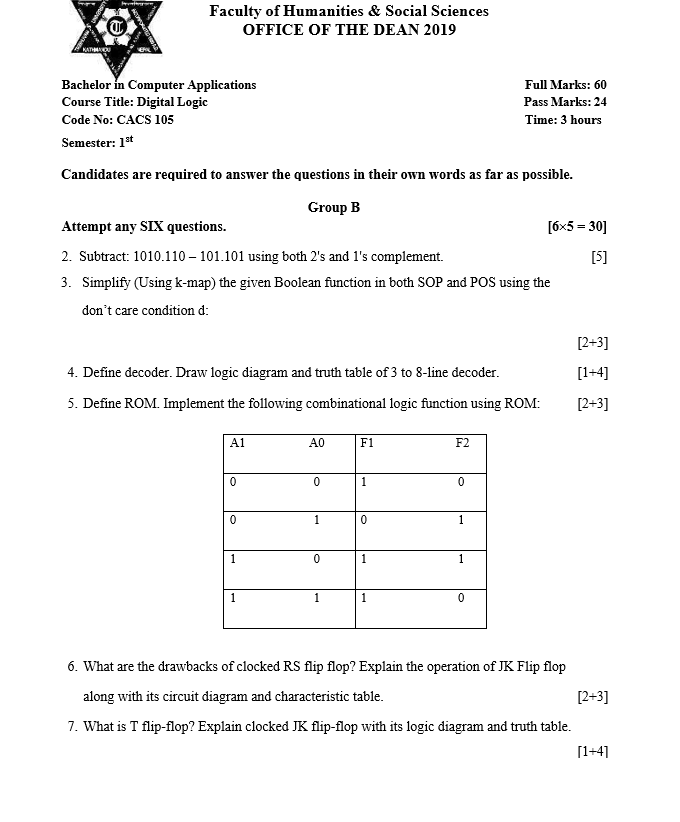 Faculty of Humanities & Social Sciences
OFFICE OF THE DEAN 2019
KATHMANDU NEPAL
Bachelor in Computer Applications Full Marks: 60
Course Title: Digital Logic Pass Marks: 24
Code No: CACS 105 Time: 3 hours
Semester: 1st
Candidates are required to answer the questions in their own words as far as possible.
Group B
Attempt any SIX questions. [6×5 = 30]
2. Subtract: 1010.110 – 101.101 using both 2's and 1's complement. [5]
3. Simplify (Using k-map) the given Boolean function in both SOP and POS using the
don’t care condition d:
[2+3]
4. Define decoder. Draw logic diagram and truth table of 3 to 8-line decoder. [1+4]
5. Define ROM. Implement the following combinational logic function using ROM: [2+3]
A1 A0 F1 F2
0 0 1 0
0 1 0 1
1 0 1 1
1 1 1 0
6. What are the drawbacks of clocked RS flip flop? Explain the operation of JK Flip flop
along with its circuit diagram and characteristic table. [2+3]
7. What is T flip-flop? Explain clocked JK flip-flop with its logic diagram and truth table.
[1+4]